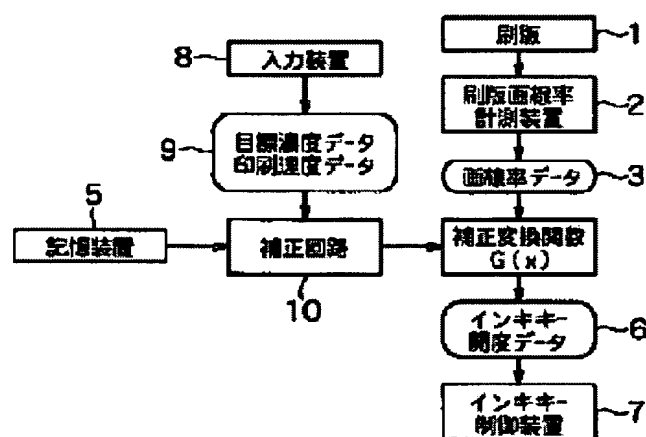 刷版
1
8
入力装置
刷版画線率
計測装置
2
9
目標濃度データ
印刷速度データ
画線率データ
3
5
記憶装置
補正回路
10
補正変換関数
G(x)
インキキー
開度データ
6
インキキー
制御装置
7